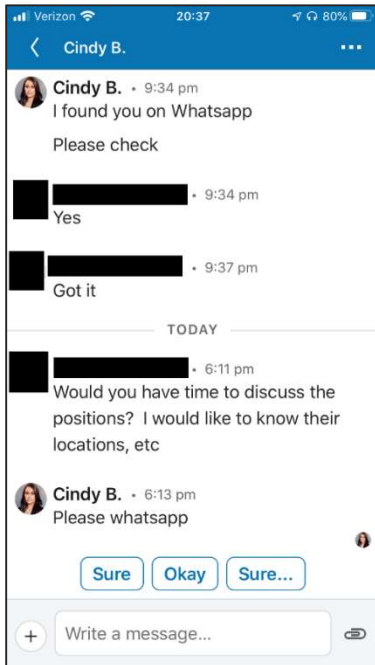 Verizon 20:37 80%
Cindy B.
Cindy B. • 9:34 pm
I found you on Whatsapp
Please check
• 9:34 pm
Yes
• 9:37 pm
Got it
TODAY
• 6:11 pm
Would you have time to discuss the
positions? I would like to know their
locations, etc
Cindy B. • 6:13 pm
Please whatsapp
Sure Okay Sure...
Write a message...